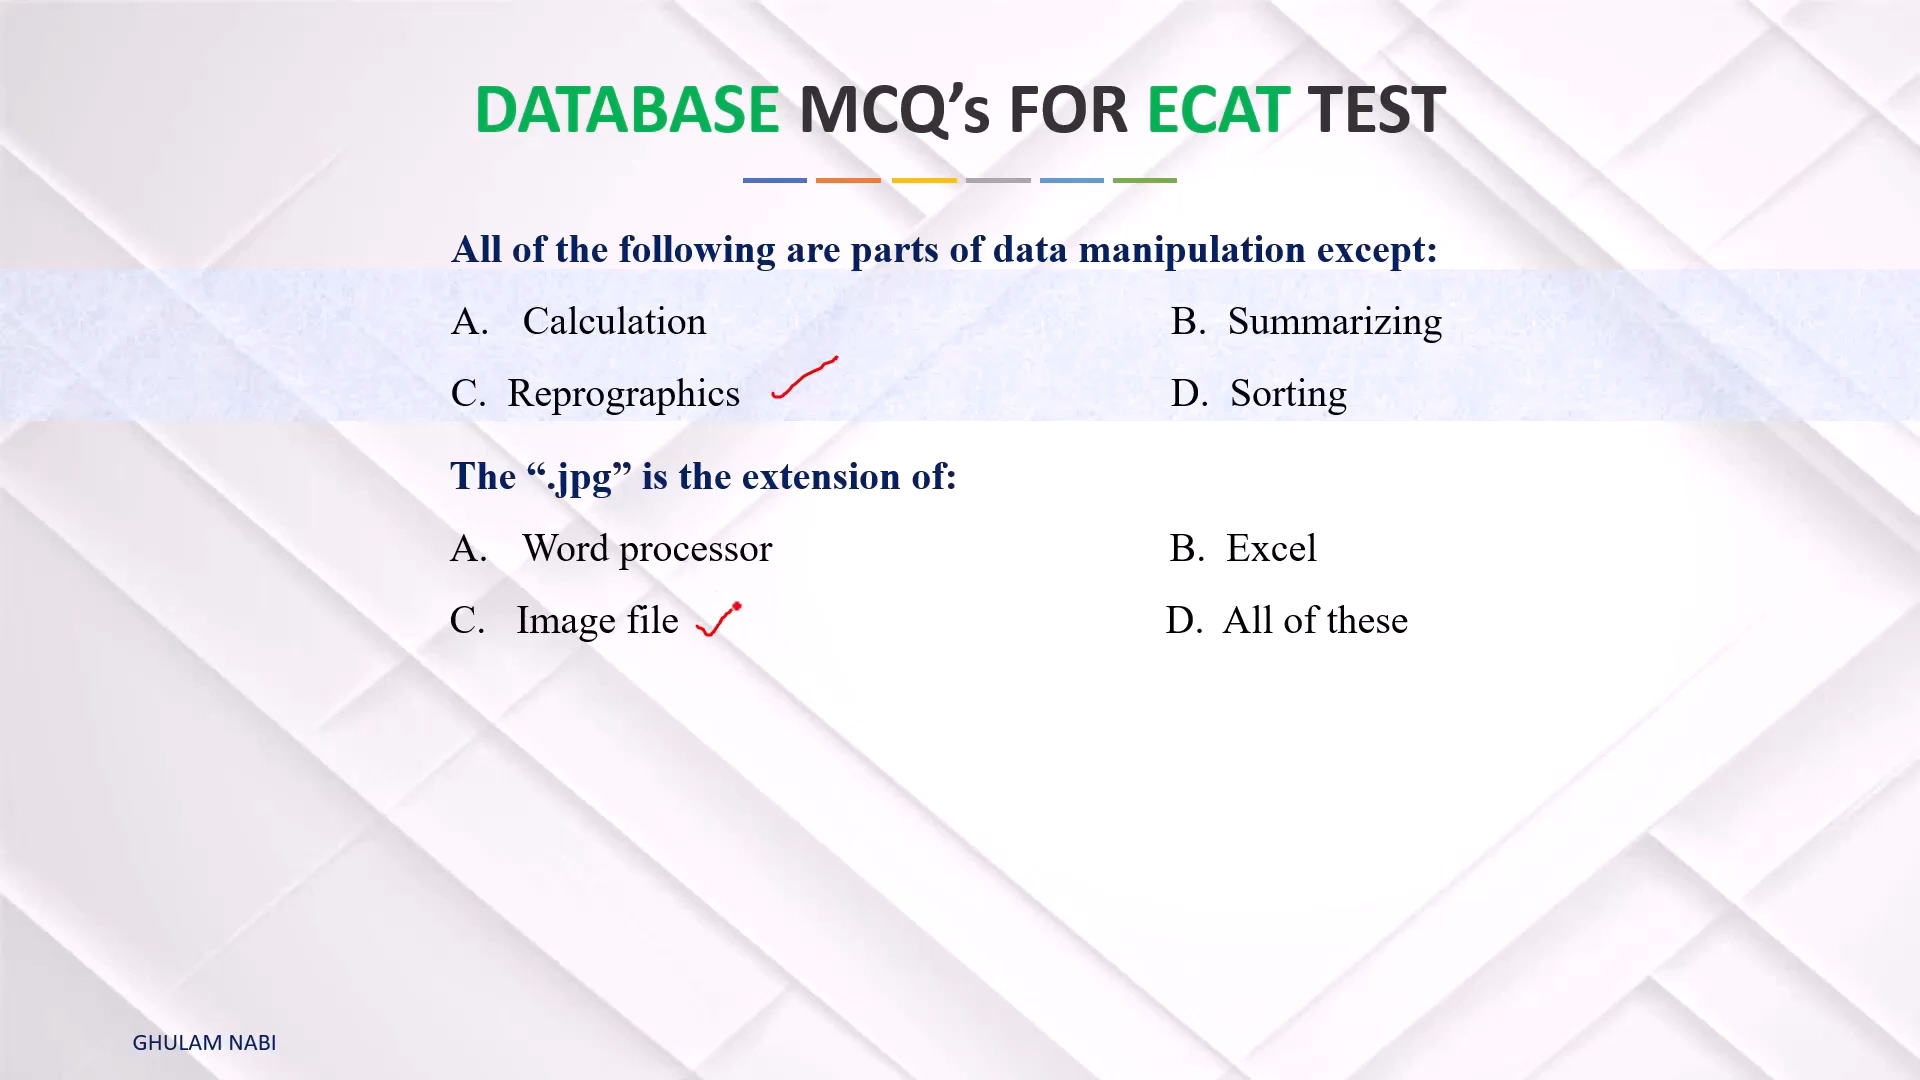 DATABASE MCQ’s FOR ECAT TEST
All of the following are parts of data manipulation except:
A. Calculation B. Summarizing
C. Reprographics D. Sorting
The “.jpg” is the extension of:
A. Word processor B. Excel
C. Image file D. All of these
GHULAM NABI